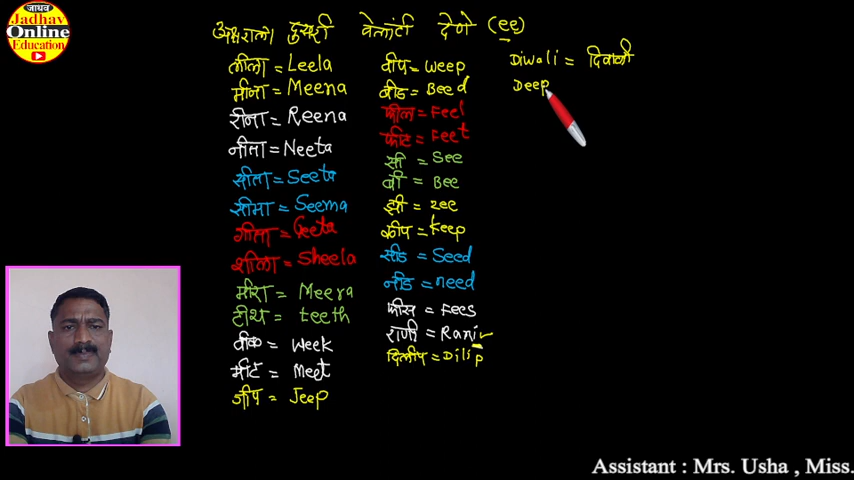 जाधव
Jadhav
Online
Education
अक्षराला दुसरी वेलांटी देणे (ee)
लीला = Leela
मीना = Meena
रीना = Reena
नीता = Neeta
सीता = Seeta
सीमा = Seema
गीता = Geeta
शीला = Sheela
मीरा = Meera
टीथ = teeth
वीक = Week
मीट = Meet
जीप = Jeep
वीप = Weep
बीड = Beed
फील = Feel
फीट = Feet
सी = See
बी = Bee
झी = zee
कीप = keep
सीड = Seed
नीड = need
फीस = Fees
राणी = Rani
दिलीप = Dilip
Diwali = दिवाळी
Deep
Assistant : Mrs. Usha , Miss.